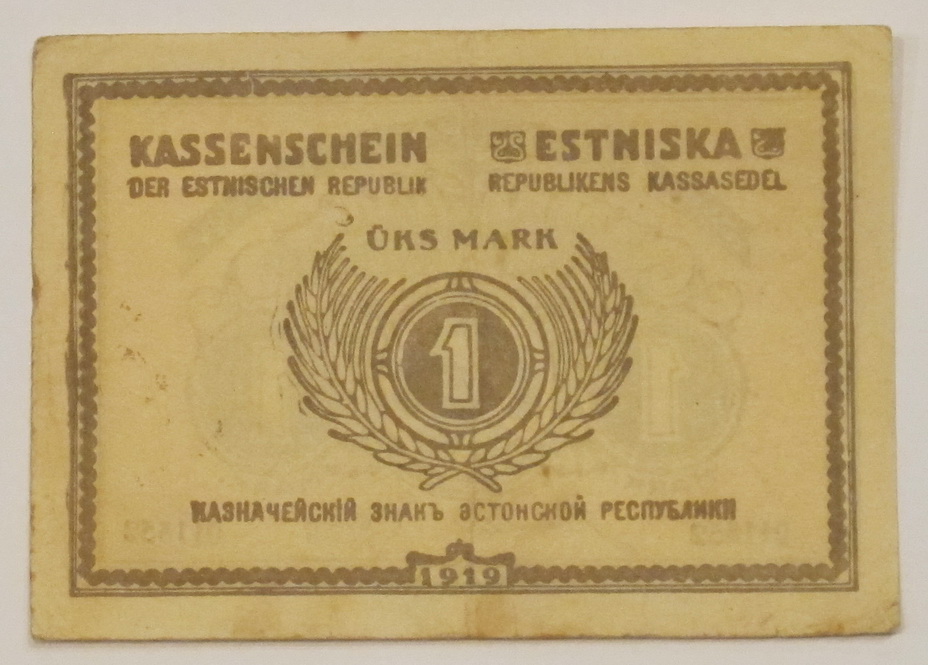 KASSENSCHEIN
DER ESTNISCHEN REPUBLIK
ESTNISKA
REPUBLIKENS KASSASEDEL
ÜKS MARK
1
КАЗНАЧЕЙСКІЙ ЗНАКЪ ЭСТОНСКОЙ РЕСПУБЛИКИ
1919